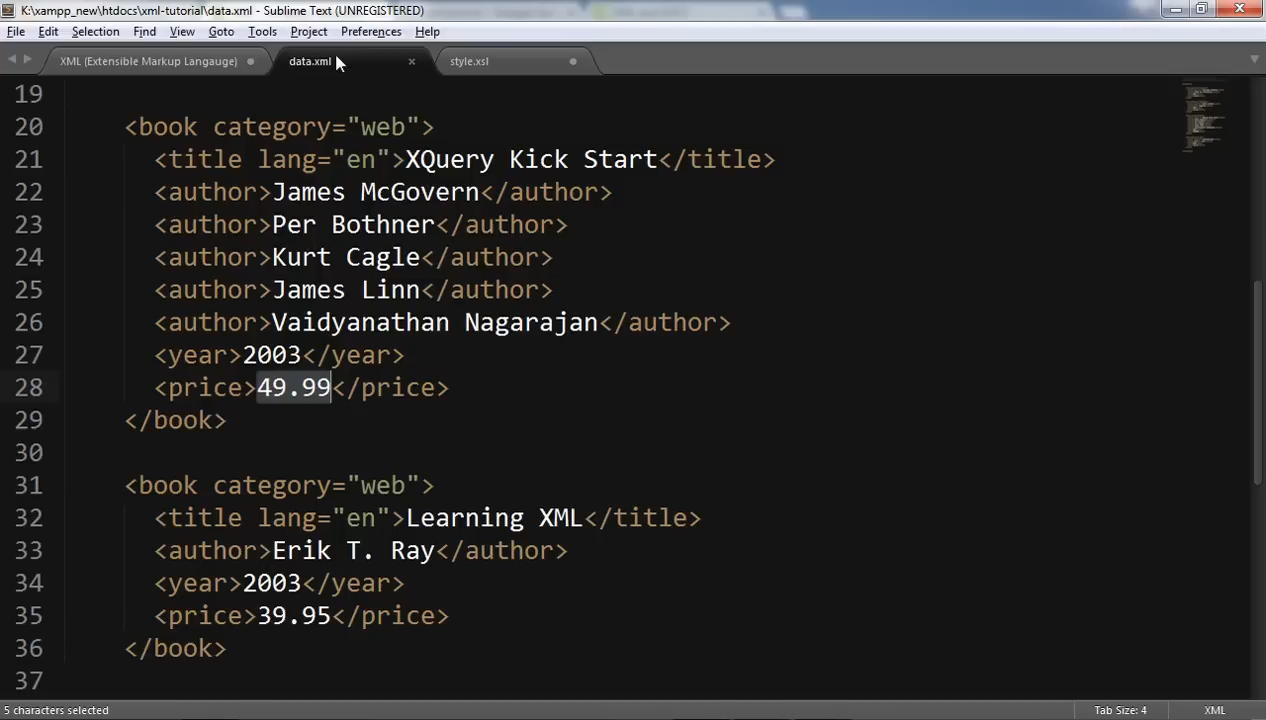 K:\xampp_new\htdocs\xml-tutorial\data.xml - Sublime Text (UNREGISTERED)
File Edit Selection Find View Goto Tools Project Preferences Help
XML (Extensible Markup Langauge) data.xml style.xsl
19
20 <book category="web">
21 <title lang="en">XQuery Kick Start</title>
22 <author>James McGovern</author>
23 <author>Per Bothner</author>
24 <author>Kurt Cagle</author>
25 <author>James Linn</author>
26 <author>Vaidyanathan Nagarajan</author>
27 <year>2003</year>
28 <price>49.99</price>
29 </book>
30
31 <book category="web">
32 <title lang="en">Learning XML</title>
33 <author>Erik T. Ray</author>
34 <year>2003</year>
35 <price>39.95</price>
36 </book>
37
5 characters selected Tab Size: 4 XML